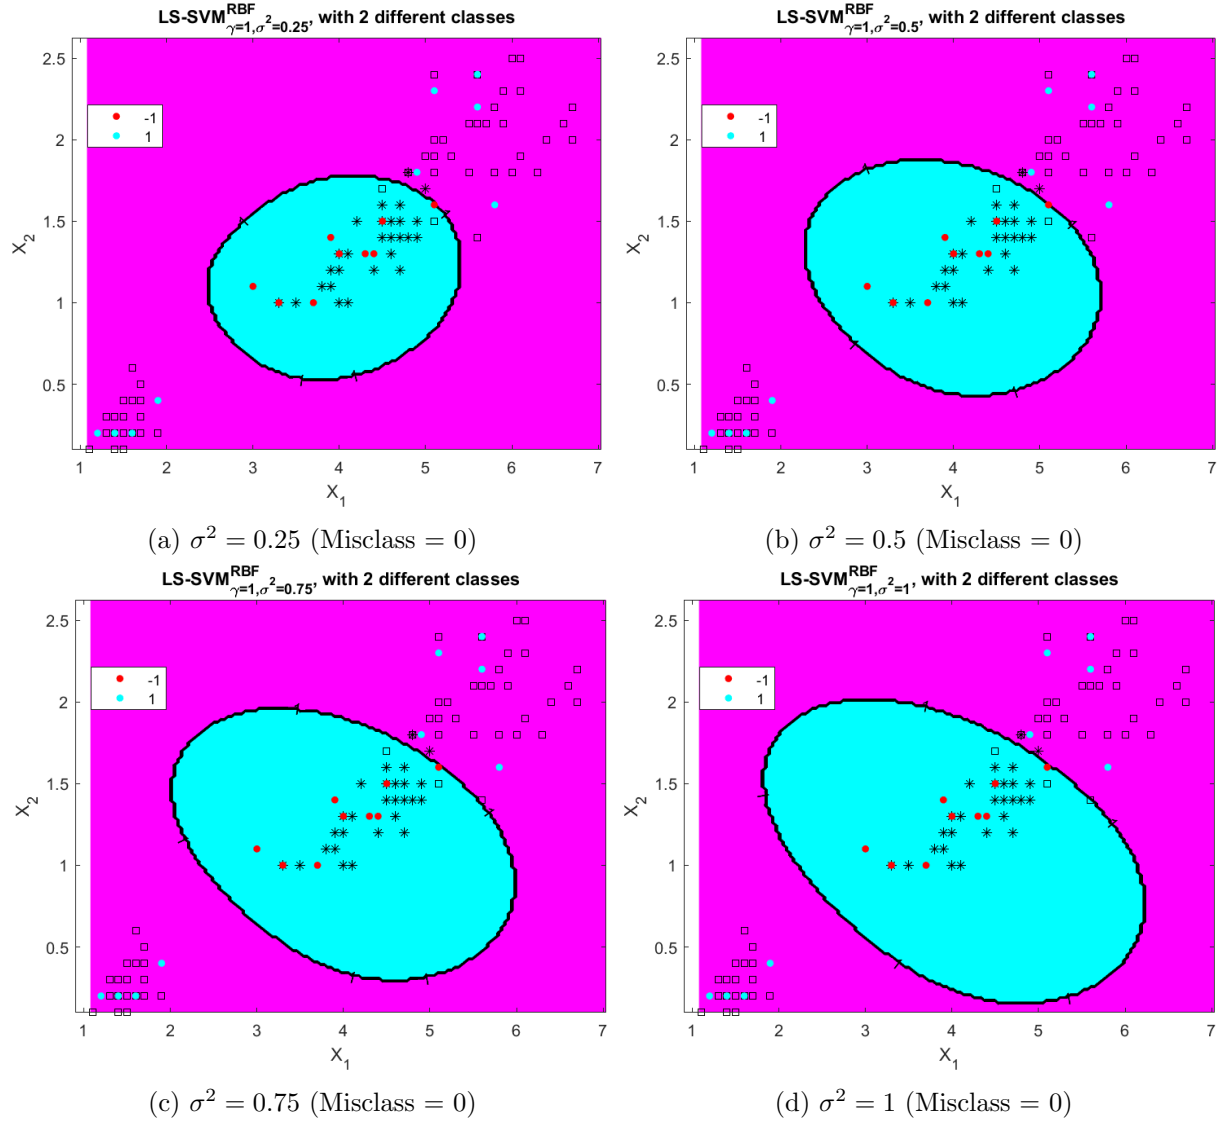 LS-SVM^RBF_γ=1,σ²=0.25, with 2 different classes
2.5
2
1.5
1
0.5
X₂
-1
1
1 2 3 4 5 6 7
X₁
(a) σ² = 0.25 (Misclass = 0)
LS-SVM^RBF_γ=1,σ²=0.5, with 2 different classes
2.5
2
1.5
1
0.5
X₂
-1
1
1 2 3 4 5 6 7
X₁
(b) σ² = 0.5 (Misclass = 0)
LS-SVM^RBF_γ=1,σ²=0.75, with 2 different classes
2.5
2
1.5
1
0.5
X₂
-1
1
1 2 3 4 5 6 7
X₁
(c) σ² = 0.75 (Misclass = 0)
LS-SVM^RBF_γ=1,σ²=1, with 2 different classes
2.5
2
1.5
1
0.5
X₂
-1
1
1 2 3 4 5 6 7
X₁
(d) σ² = 1 (Misclass = 0)